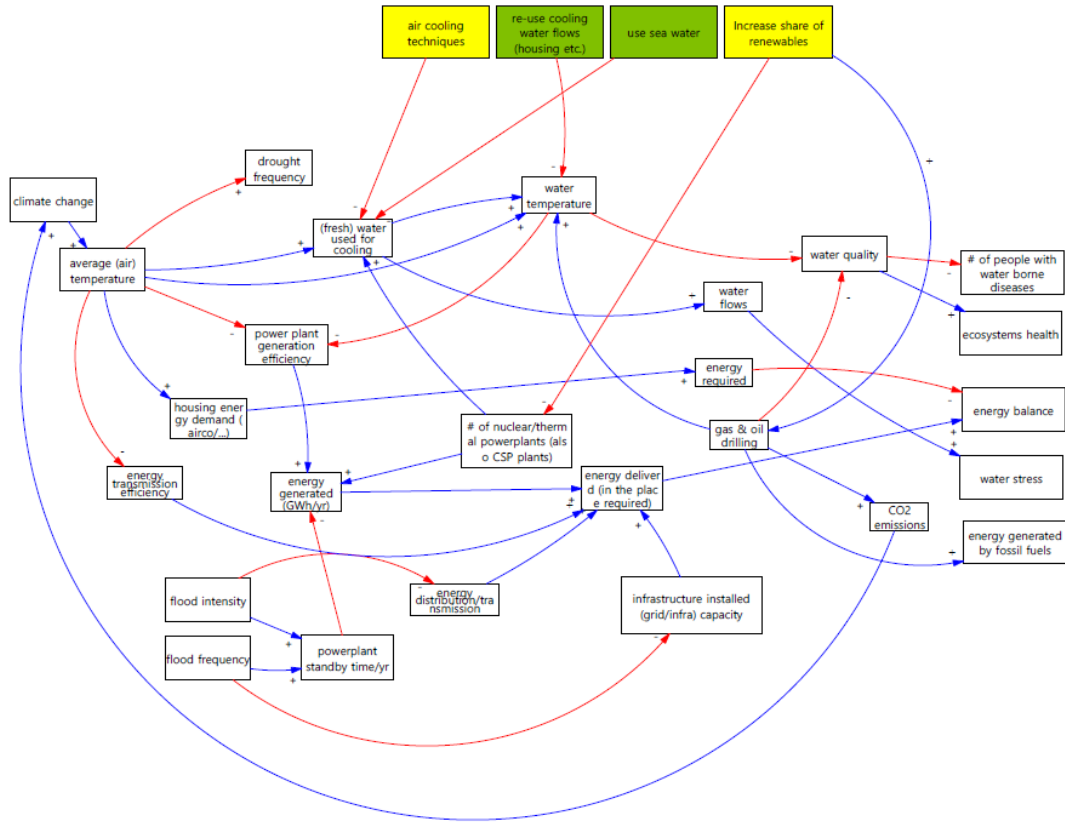 air cooling
techniques
re-use cooling
water flows
(housing etc.)
use sea water
Increase share of
renewables
drought
frequency
climate change
water
temperature
(fresh) water
used for
cooling
average (air)
temperature
water quality
# of people with
water borne
diseases
water
flows
ecosystems health
power plant
generation
efficiency
energy
required
housing ener
gy demand (
airco/...)
energy balance
# of nuclear/therm
al powerplants (als
o CSP plants)
gas & oil
drilling
energy
transmission
efficiency
energy
generated
(GWh/yr)
energy deliver
d (in the plac
e required)
water stress
CO2
emissions
energy generated
by fossil fuels
flood intensity
energy
distribution/tra
nsmission
infrastructure installed
(grid/infra) capacity
flood frequency
powerplant
standby time/yr